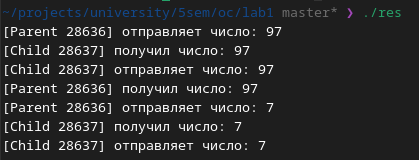 ~/projects/university/5sem/oc/lab1 master* ❯ ./res
[Parent 28636] отправляет число: 97
[Child 28637] получил число: 97
[Child 28637] отправляет число: 97
[Parent 28636] получил число: 97
[Parent 28636] отправляет число: 7
[Child 28637] получил число: 7
[Child 28637] отправляет число: 7